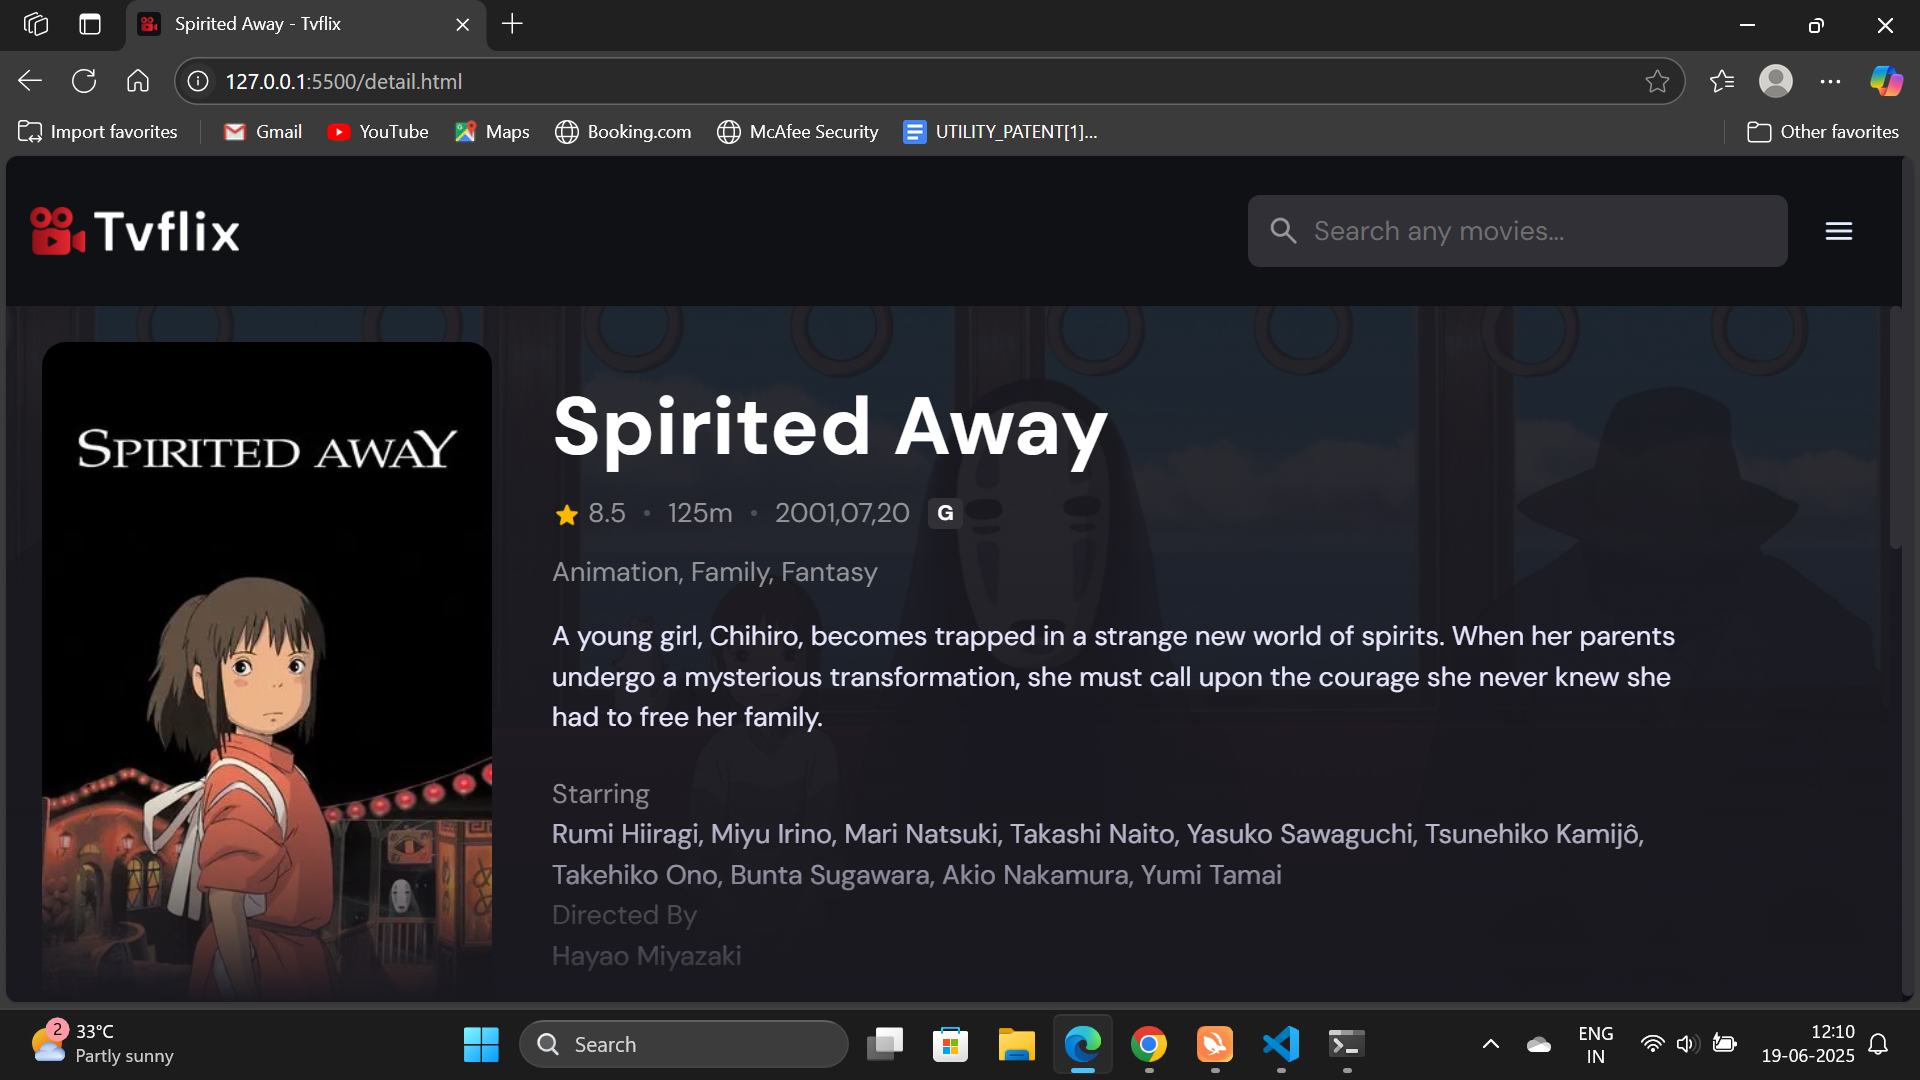 Spirited Away - Tvflix
127.0.0.1:5500/detail.html
Import favorites
Gmail
YouTube
Maps
Booking.com
McAfee Security
UTILITY_PATENT[1]...
Other favorites
Tvflix
Search any movies...
SPIRITED AWAY
Spirited Away
8.5 • 125m • 2001,07,20 G
Animation, Family, Fantasy
A young girl, Chihiro, becomes trapped in a strange new world of spirits. When her parents
undergo a mysterious transformation, she must call upon the courage she never knew she
had to free her family.
Starring
Rumi Hiiragi, Miyu Irino, Mari Natsuki, Takashi Naito, Yasuko Sawaguchi, Tsunehiko Kamijô,
Takehiko Ono, Bunta Sugawara, Akio Nakamura, Yumi Tamai
Directed By
Hayao Miyazaki
2
33°C
Partly sunny
Search
ENG
IN
12:10
19-06-2025